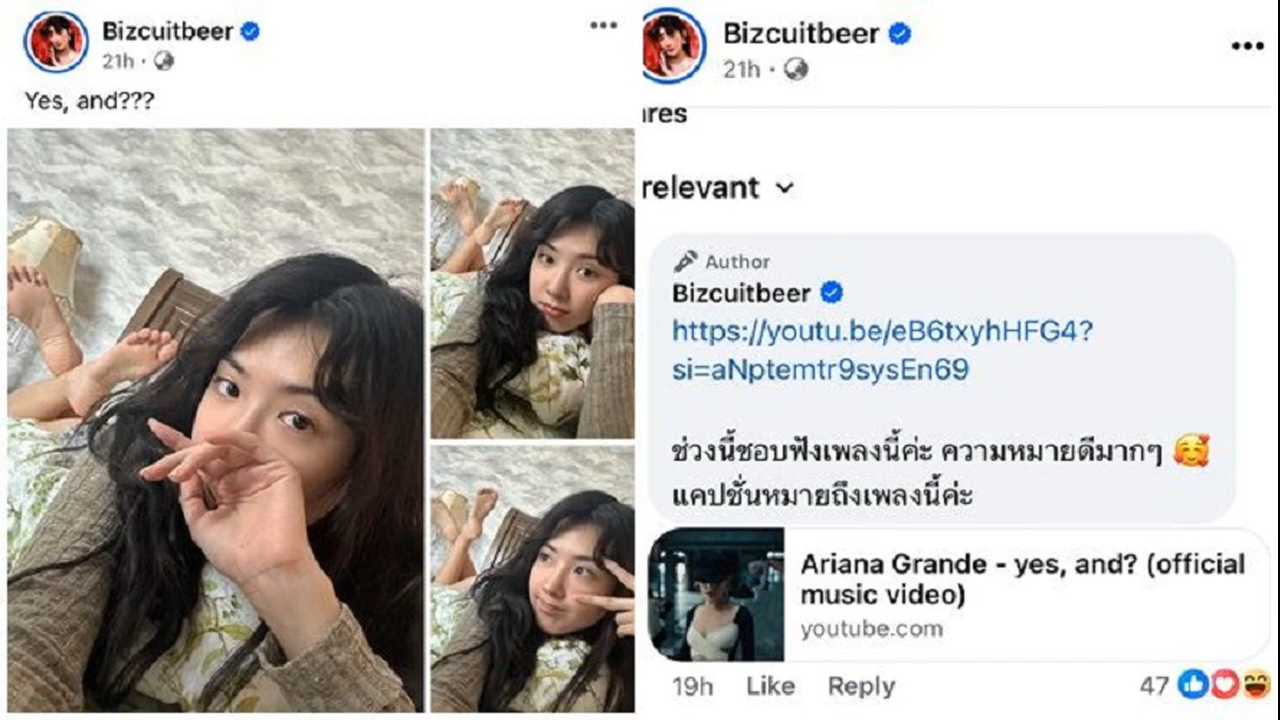 Bizcuitbeer
21h
Yes, and???
Bizcuitbeer
21h
relevant
Author
Bizcuitbeer
https://youtu.be/eB6txyhHFG4?
si=aNptemtr9sysEn69
ช่วงนี้ชอบฟังเพลงนี้ค่ะ ความหมายดีมากๆ 🥰
แคปชั่นหมายถึงเพลงนี้ค่ะ
Ariana Grande - yes, and? (official
music video)
youtube.com
19h Like Reply 47